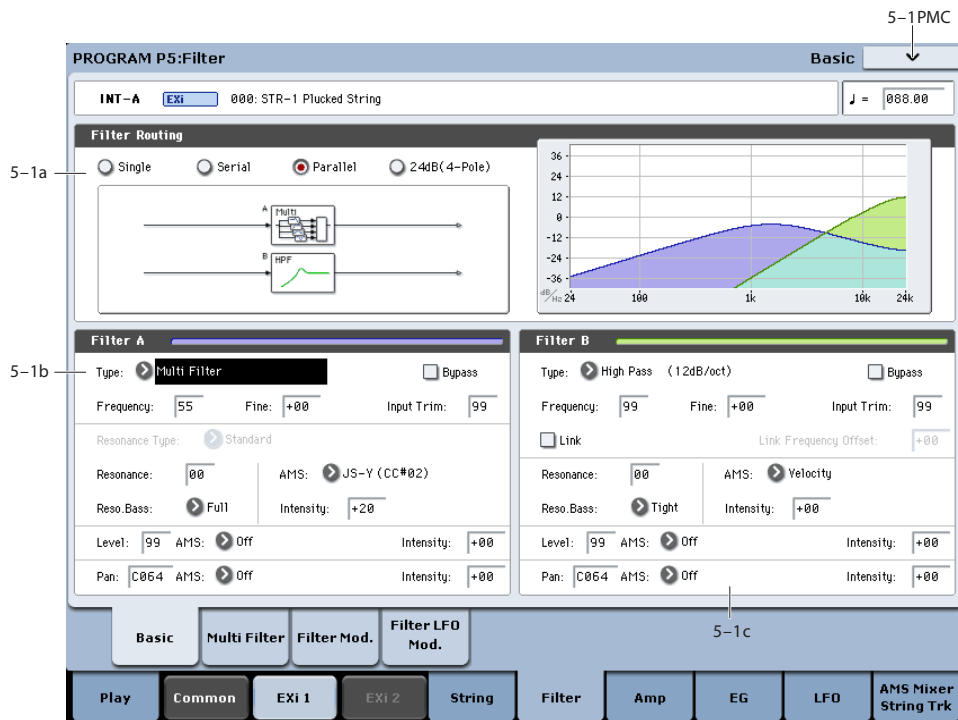 5–1PMC
PROGRAM P5:Filter Basic
INT–A EXi 000: STR–1 Plucked String ♩ = 088.00
Filter Routing
5–1a
Single Serial Parallel 24dB(4-Pole)
A Multi
B HPF
36
24
12
0
-12
-24
-36
dB/Hz 24 100 1k 10k 24k
Filter A
5–1b
Type: Multi Filter Bypass
Frequency: 55 Fine: +00 Input Trim: 99
Resonance Type: Standard
Resonance: 00 AMS: JS-Y (CC#02)
Reso.Bass: Full Intensity: +20
Level: 99 AMS: Off Intensity: +00
Pan: C064 AMS: Off Intensity: +00
Filter B
Type: High Pass (12dB/oct) Bypass
Frequency: 99 Fine: +00 Input Trim: 99
Link Link Frequency Offset: +00
Resonance: 00 AMS: Velocity
Reso.Bass: Tight Intensity: +00
Level: 99 AMS: Off Intensity: +00
Pan: C064 AMS: Off Intensity: +00
5–1c
Basic Multi Filter Filter Mod. Filter LFO Mod.
Play Common EXi 1 EXi 2 String Filter Amp EG LFO AMS Mixer String Trk